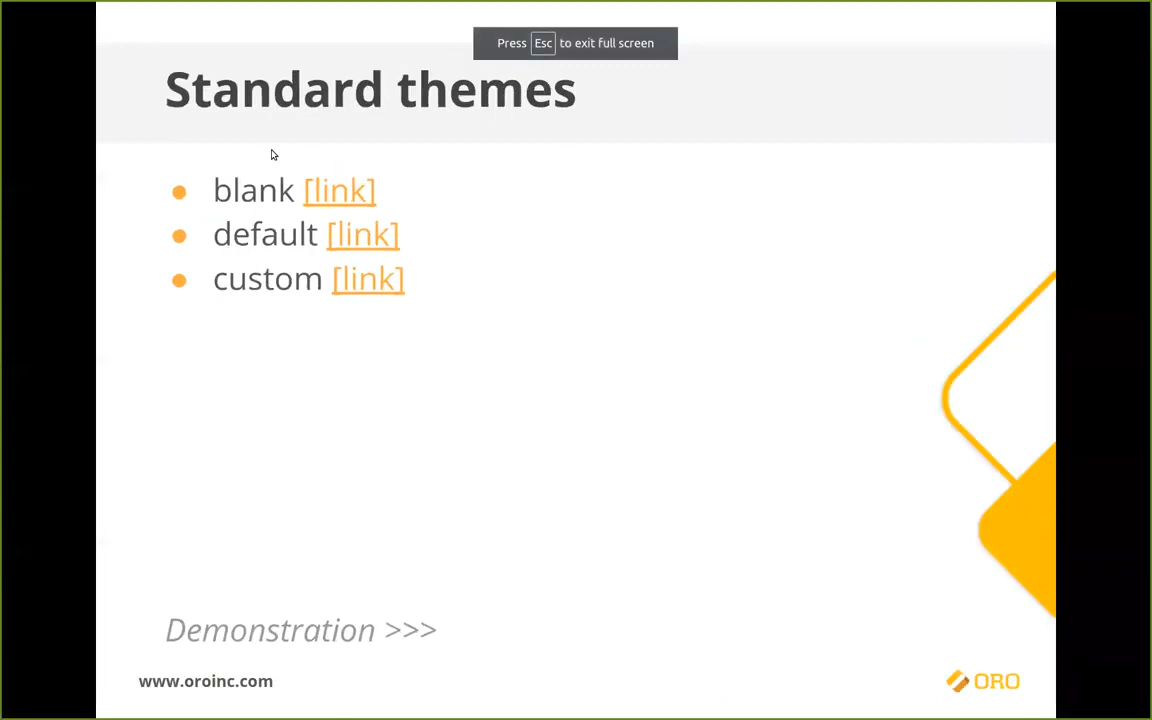 Press Esc to exit full screen
Standard themes
blank [link]
default [link]
custom [link]
Demonstration >>>
www.oroinc.com
ORO